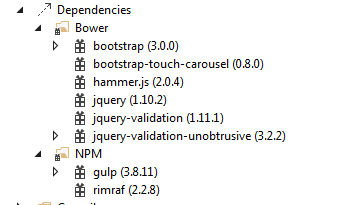 Dependencies
Bower
bootstrap (3.0.0)
bootstrap-touch-carousel (0.8.0)
hammer.js (2.0.4)
jquery (1.10.2)
jquery-validation (1.11.1)
jquery-validation-unobtrusive (3.2.2)
NPM
gulp (3.8.11)
rimraf (2.2.8)